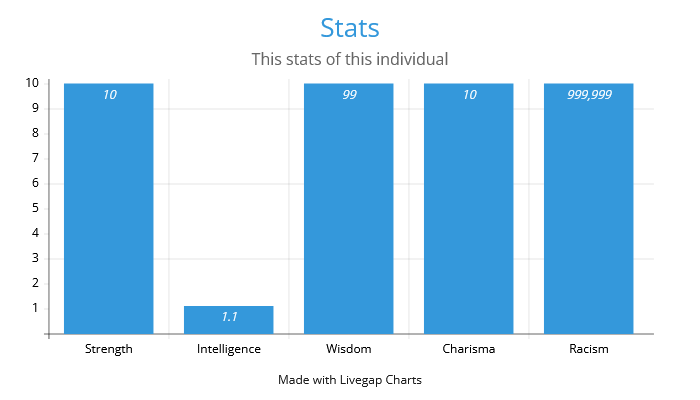 Stats
This stats of this individual
10
9
8
7
6
5
4
3
2
1
10
1.1
99
10
999,999
Strength
Intelligence
Wisdom
Charisma
Racism
Made with Livegap Charts